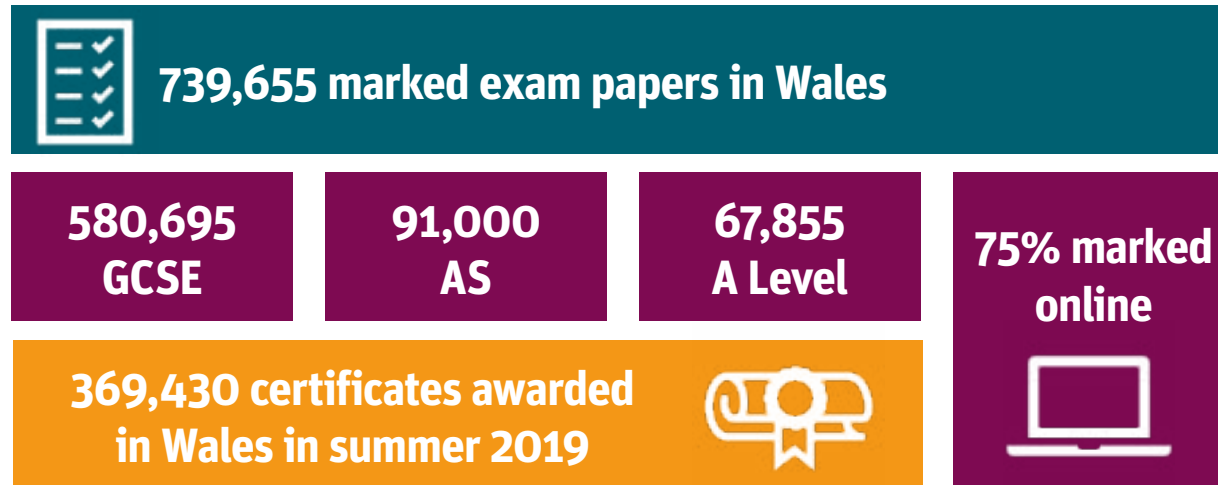 739,655 marked exam papers in Wales
580,695
GCSE
91,000
AS
67,855
A Level
75% marked
online
369,430 certificates awarded
in Wales in summer 2019